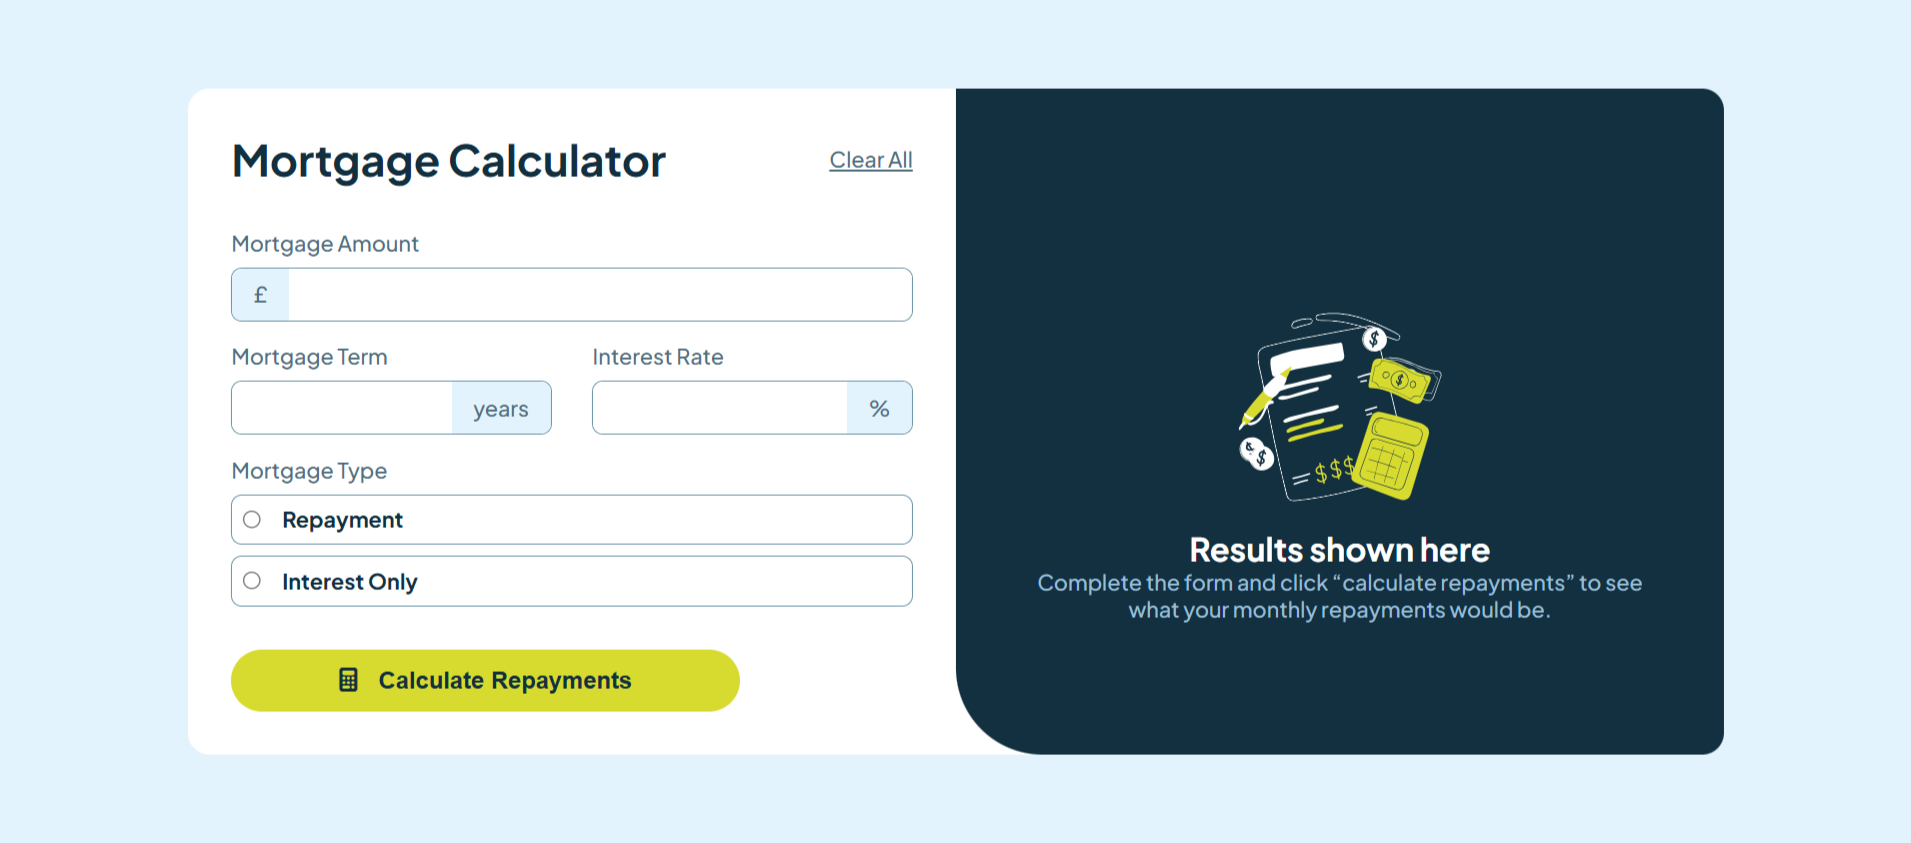 Mortgage Calculator
Clear All
Mortgage Amount
£
Mortgage Term
Interest Rate
years
%
Mortgage Type
Repayment
Interest Only
Calculate Repayments
$
$
$
$
$$$
Results shown here
Complete the form and click “calculate repayments” to see
what your monthly repayments would be.